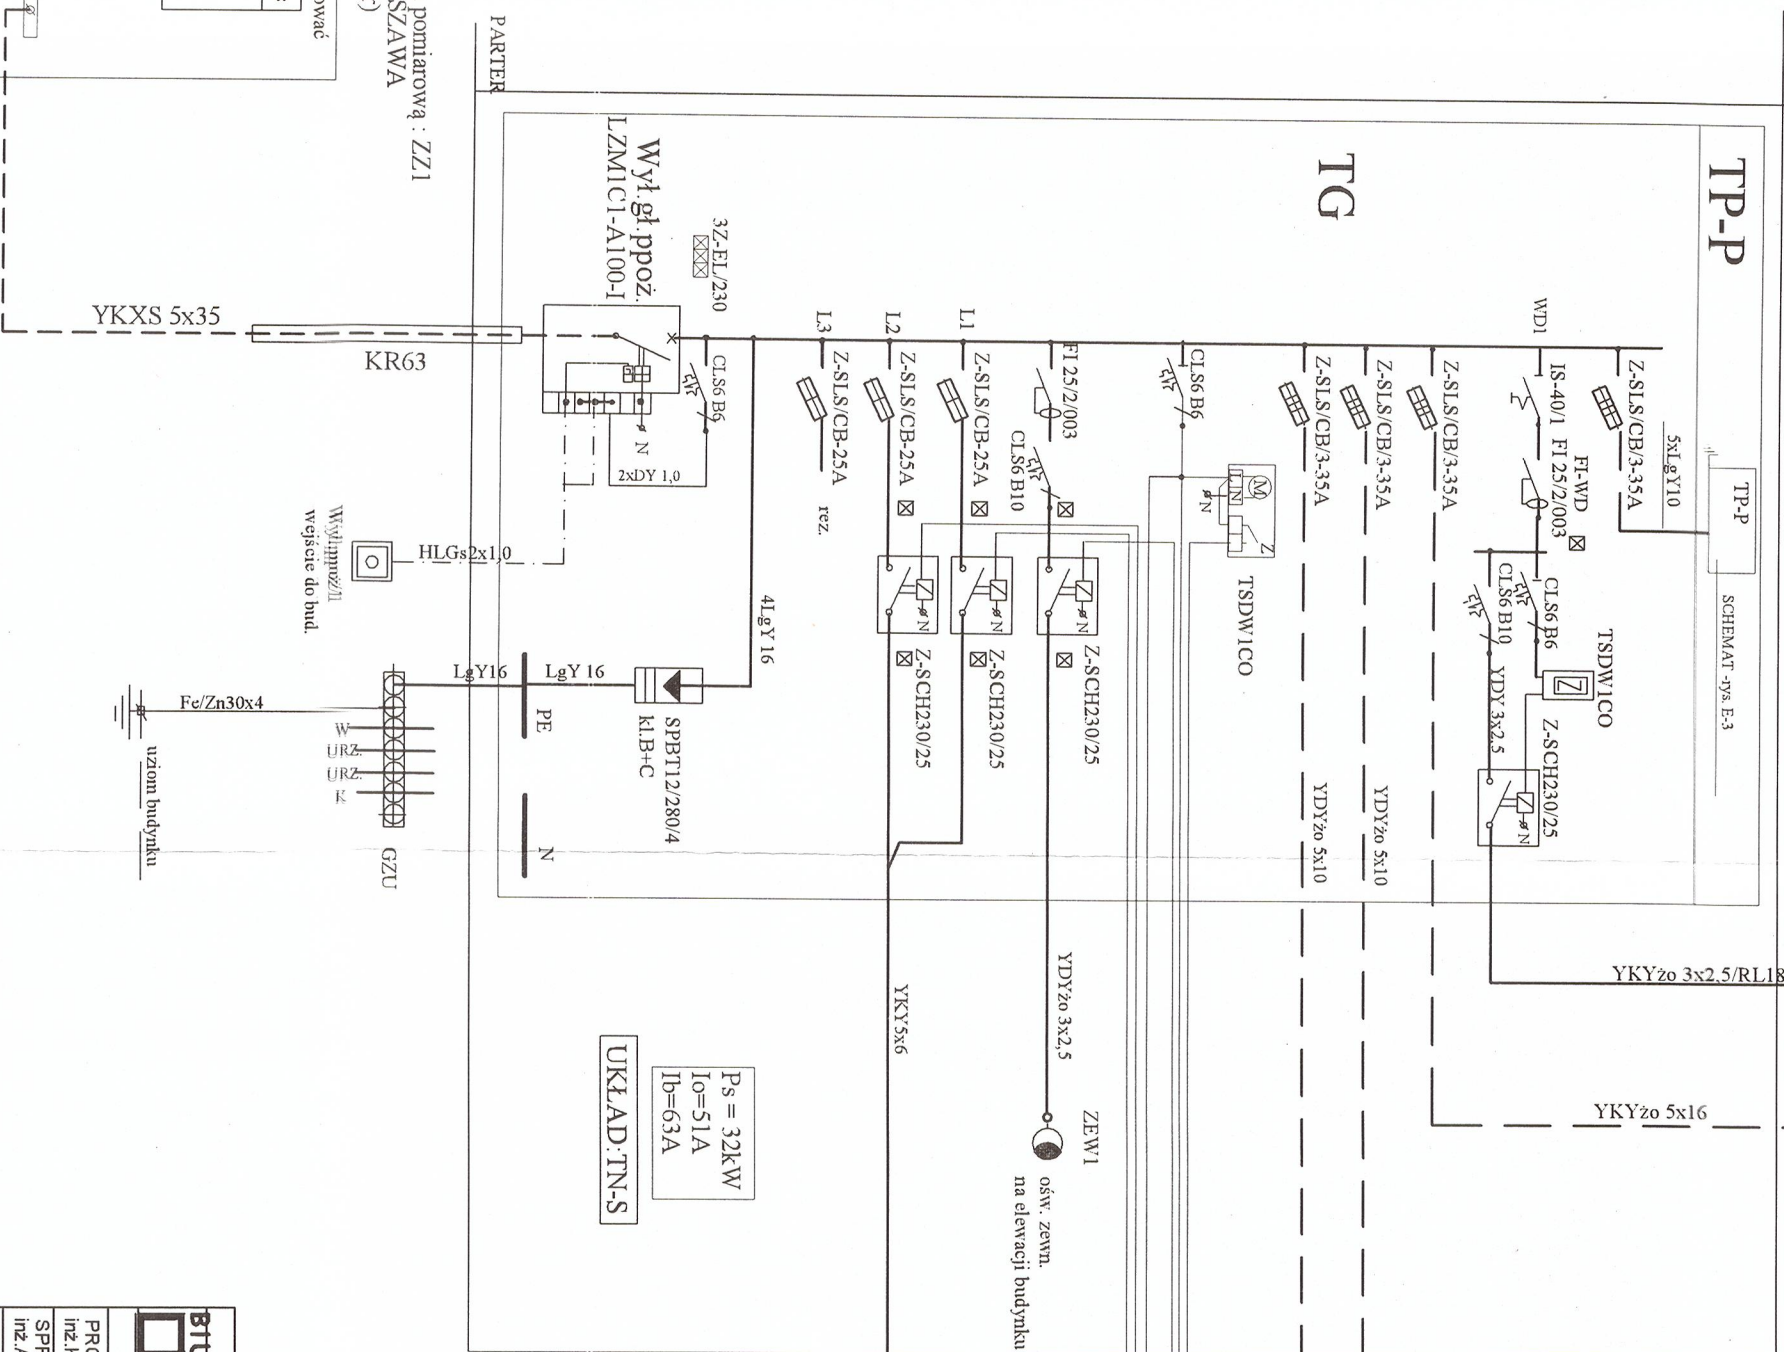 ować
pomiarową : ZZ1
SZAWA
PARTER
TP-P
TG
Wył.gł.ppoż.
LZM1C1-A100-I
3Z-EL/230
YKXS 5x35
KR63
CLS6 B6
N
2xDY 1,0
HLGs2x1,0
wejście do bud.
L3
Z-SLS/CB-25A
rez.
L2
Z-SLS/CB-25A
L1
Z-SLS/CB-25A
FI 25/2/003
CLS6 B10
CLS6 B6
M
L N
N
Z
TSDW1CO
Z-SLS/CB/3-35A
Z-SLS/CB/3-35A
Z-SLS/CB/3-35A
WD1
IS-40/1
FI-WD
FI 25/2/003
Z-SLS/CB/3-35A
5xLgY10
TP-P
SCHEMAT -rys. E-3
CLS6 B6
CLS6 B10
TSDW1CO
Z
YDY 3x2,5
Z-SCH230/25
N
N
N
N
Z-SCH230/25
Z-SCH230/25
Z-SCH230/25
4LgY 16
LgY16
LgY 16
PE
SPBT12/280/4
kl.B+C
N
Fe/Zn30x4
W
URZ.
URZ.
K
GZU
uziom budynku
YDYżo 5x10
YDYżo 5x10
YKYżo 3x2,5/RL18
YKYżo 5x16
YKY5x6
YDYżo 3x2,5
ZEW1
ośw. zewn.
na elewacji budynku
Ps = 32kW
Io=51A
Ib=63A
UKŁAD:TN-S